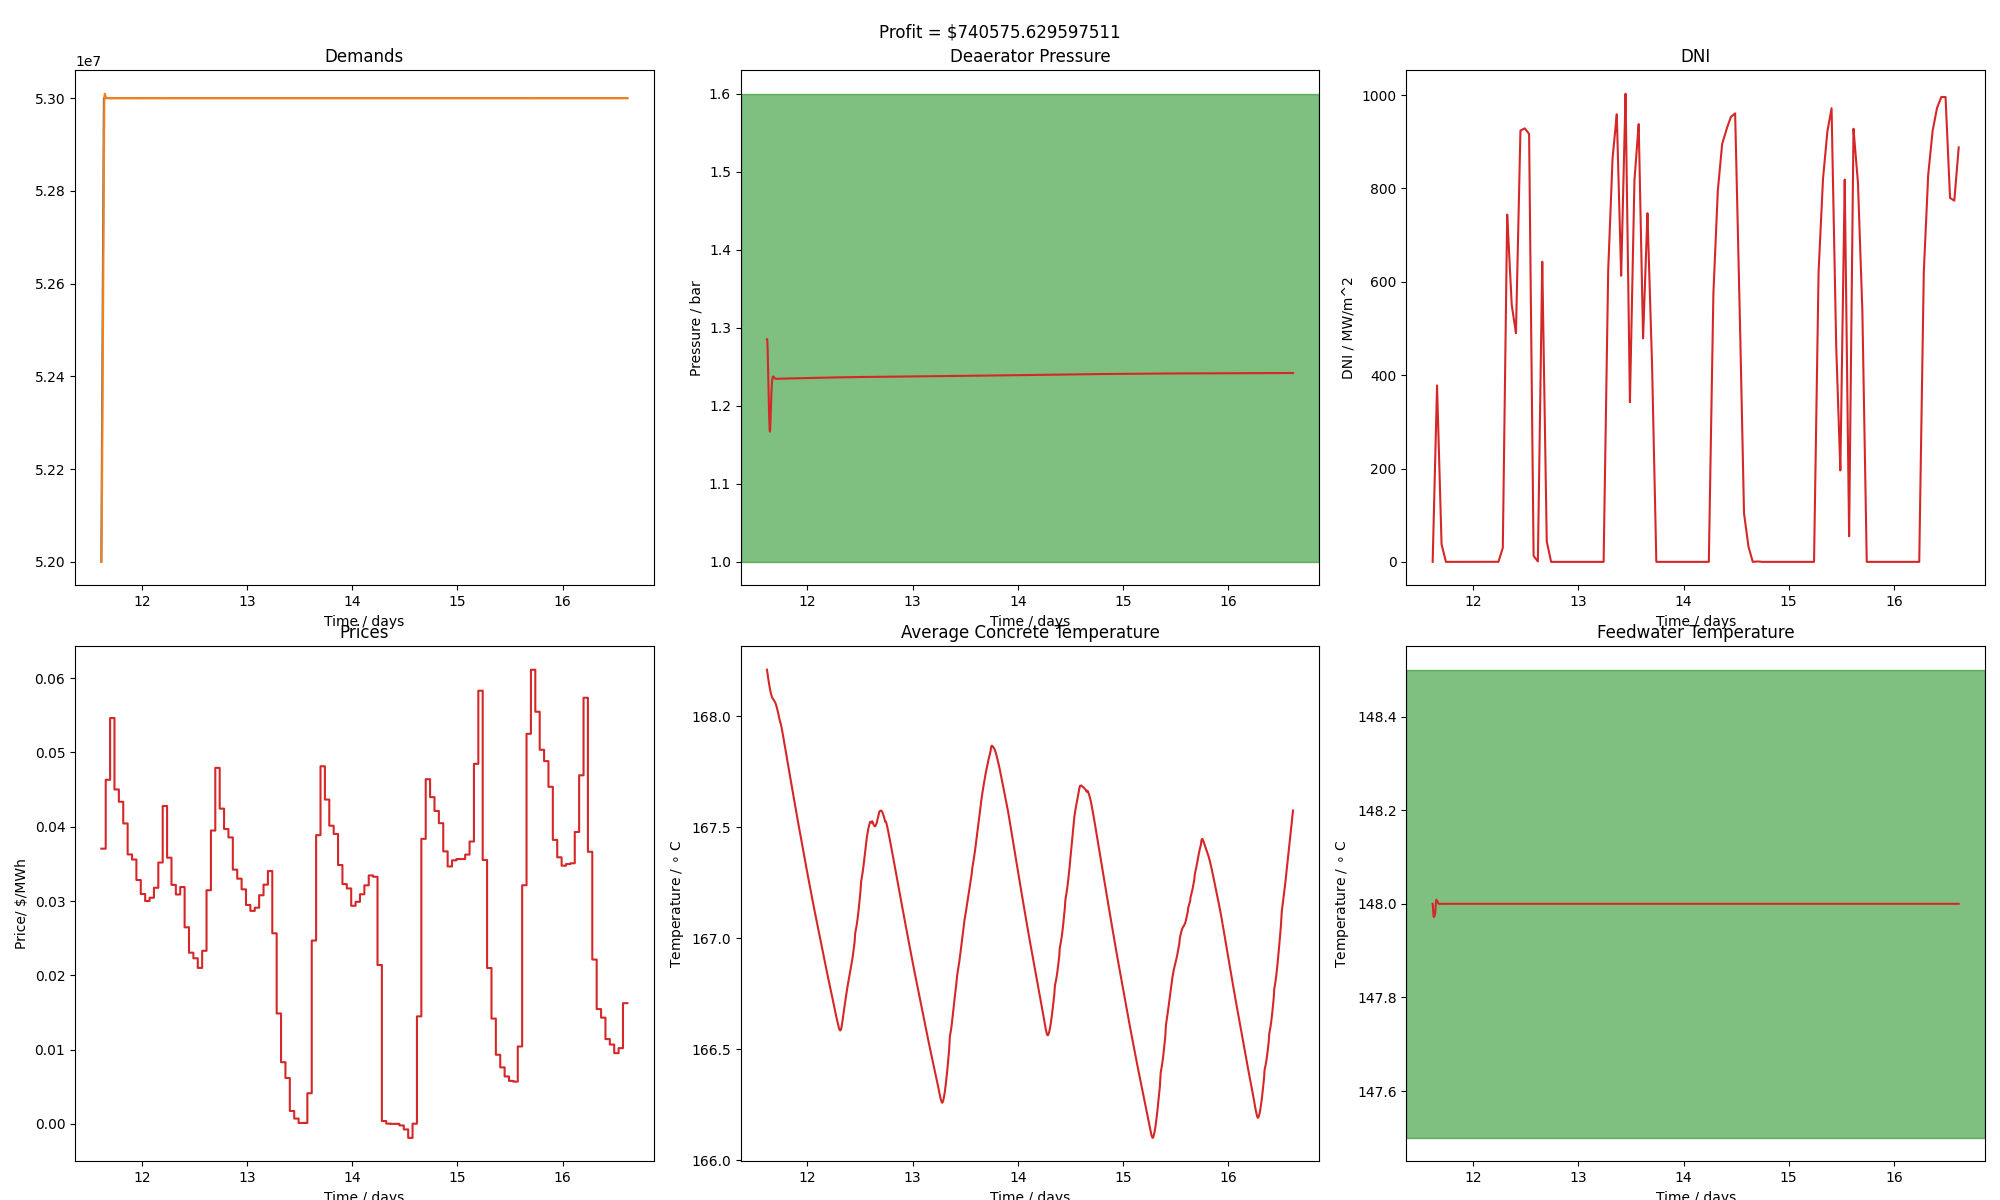 Profit = $740575.629597511
Demands
1e7
5.30
5.28
5.26
5.24
5.22
5.20
12 13 14 15 16
Time / days
Deaerator Pressure
Pressure / bar
1.6
1.5
1.4
1.3
1.2
1.1
1.0
12 13 14 15 16
Time / days
DNI
DNI / MW/m^2
1000
800
600
400
200
0
12 13 14 15 16
Time / days
Prices
Price/ $/MWh
0.06
0.05
0.04
0.03
0.02
0.01
0.00
12 13 14 15 16
Time / days
Average Concrete Temperature
Temperature / ∘ C
168.0
167.5
167.0
166.5
166.0
12 13 14 15 16
Time / days
Feedwater Temperature
Temperature / ∘ C
148.4
148.2
148.0
147.8
147.6
12 13 14 15 16
Time / days